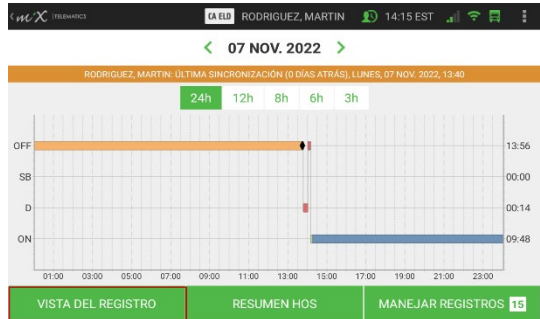 miX TELEMATICS CA ELD RODRIGUEZ, MARTIN 14:15 EST
07 NOV. 2022
RODRIGUEZ, MARTIN: ÚLTIMA SINCRONIZACIÓN (0 DÍAS ATRÁS), LUNES, 07 NOV. 2022, 13:40
24h 12h 8h 6h 3h
OFF 13:56
SB 00:00
D 00:14
ON 09:48
01:00 03:00 05:00 07:00 09:00 11:00 13:00 15:00 17:00 19:00 21:00 23:00
VISTA DEL REGISTRO RESUMEN HOS MANEJAR REGISTROS 15